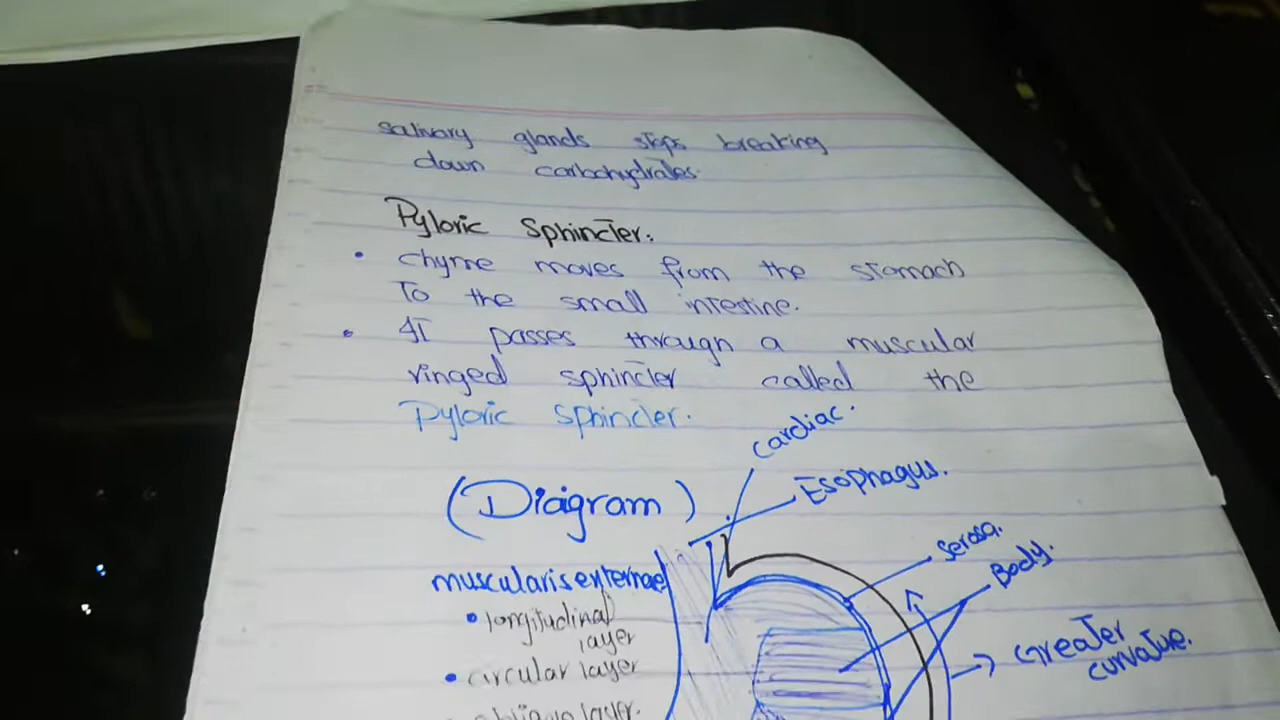 salivary glands stops breaking
down carbohydrates.
Pyloric Sphincter:
• chyme moves from the stomach
to the small intestine.
• It passes through a muscular
ringed sphincter called the
Pyloric Sphincter.
cardiac.
(Diagram)
Esophagus.
Serosa.
Body.
muscularis externae
• longitudinal
layer
• circular layer
Greater
curvature.
oblique layer.